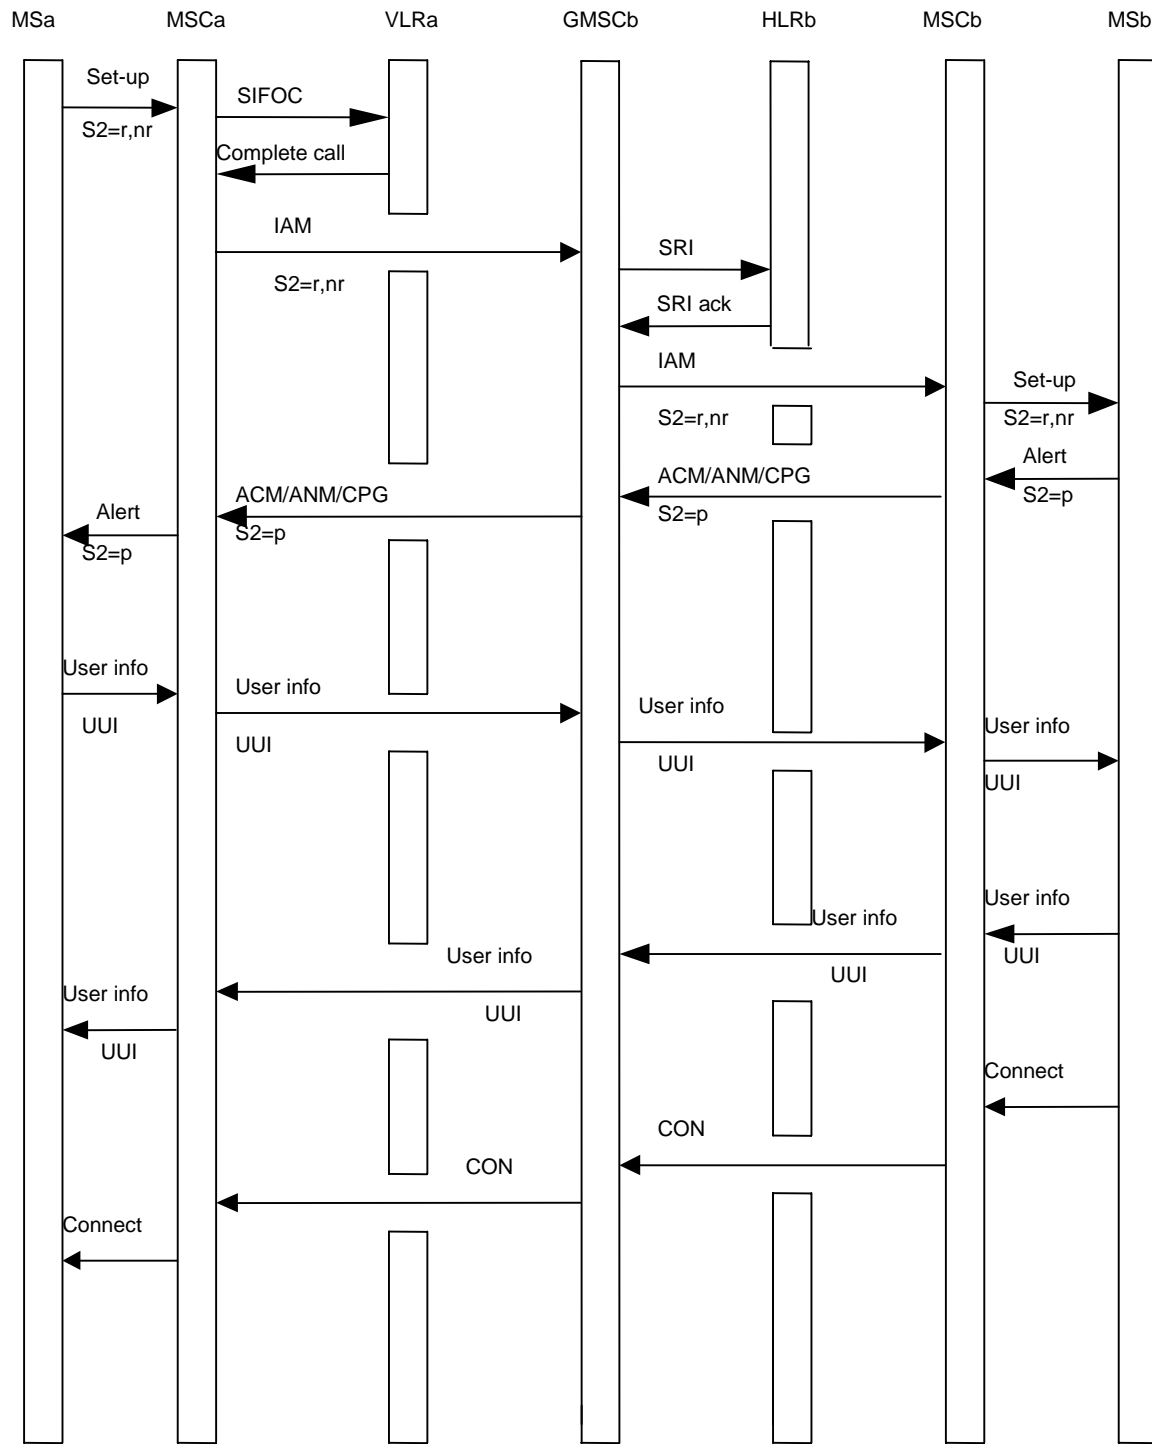 MSa MSCa VLRa GMSCb HLRb MSCb MSb
Set-up
SIFOC
S2=r,nr
Complete call
IAM
SRI
S2=r,nr
SRI ack
IAM
Set-up
S2=r,nr
S2=r,nr
Alert
ACM/ANM/CPG
ACM/ANM/CPG
S2=p
Alert
S2=p
S2=p
S2=p
User info
User info
User info
UUI
User info
UUI
UUI
UUI
User info
User info
User info
UUI
UUI
User info
UUI
UUI
Connect
CON
CON
Connect